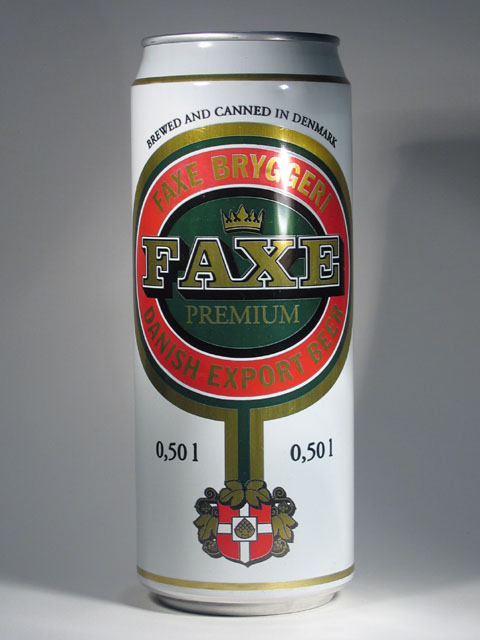 BREWED AND CANNED IN DENMARK
FAXE BRYGGERI
FAXE
PREMIUM
DANISH EXPORT BEER
0,50 l 0,50 l